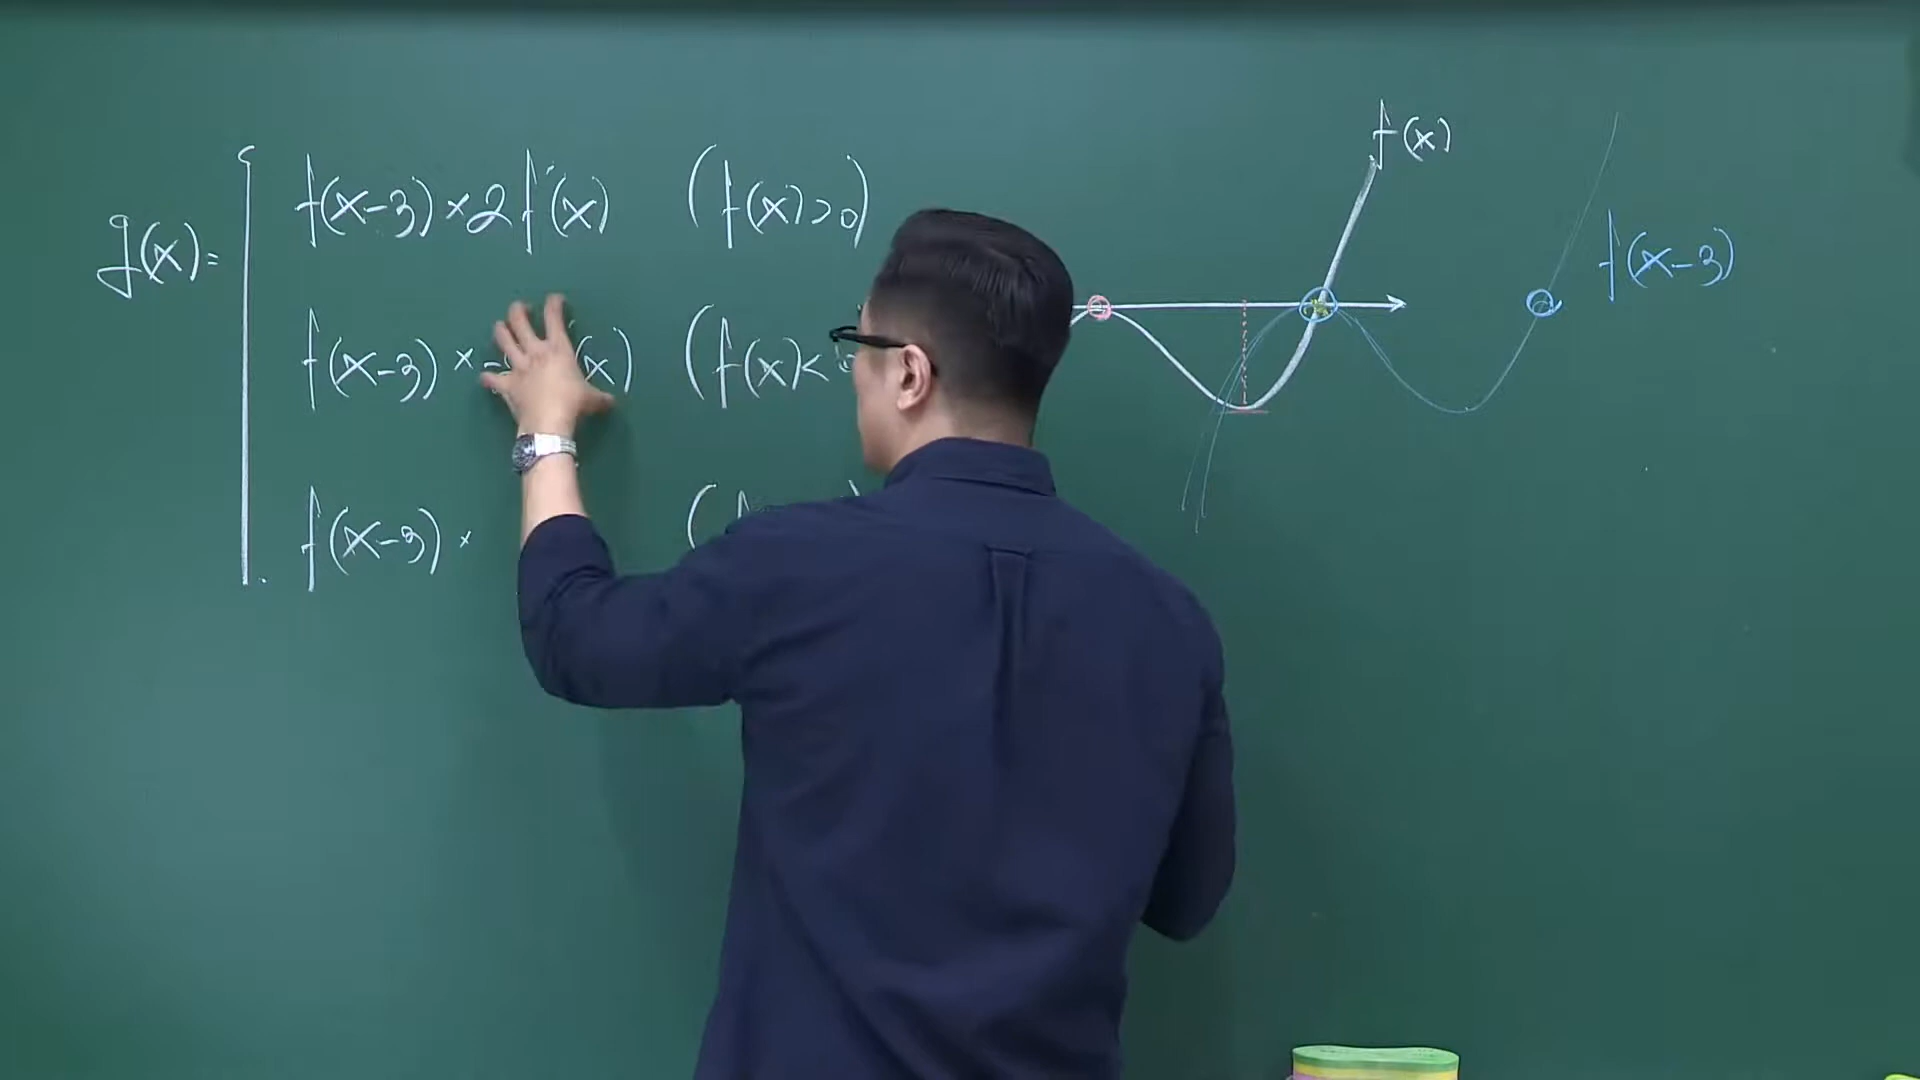 g(x)=
f(x-3)×2f'(x) (f(x)>0)
f(x-3)×- (x) (f(x)<
f(x-3)× (
f(x)
f(x-3)